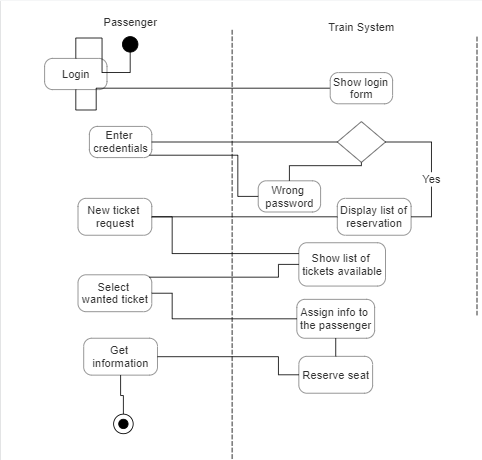 Passenger
Train System
Login
Show login
form
Enter
credentials
Yes
Wrong
password
New ticket
request
Display list of
reservation
Show list of
tickets available
Select
wanted ticket
Assign info to
the passenger
Get
information
Reserve seat